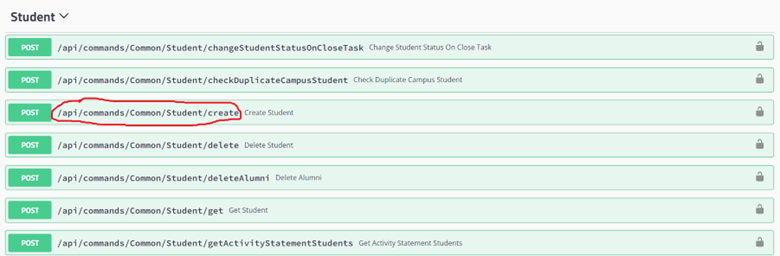 Student
POST /api/commands/Common/Student/changeStudentStatusOnCloseTask Change Student Status On Close Task
POST /api/commands/Common/Student/checkDuplicateCampusStudent Check Duplicate Campus Student
POST /api/commands/Common/Student/create Create Student
POST /api/commands/Common/Student/delete Delete Student
POST /api/commands/Common/Student/deleteAlumni Delete Alumni
POST /api/commands/Common/Student/get Get Student
POST /api/commands/Common/Student/getActivityStatementStudents Get Activity Statement Students